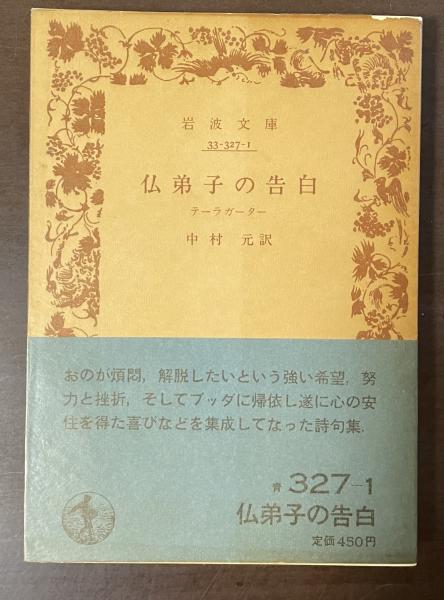 岩波文庫
33-327-1
仏弟子の告白
テーラガーター
中村 元訳
おのが煩悶，解脱したいという強い希望，努
力と挫折，そしてブッダに帰依し遂に心の安
住を得た喜びなどを集成してなった詩句集．
青 327-1
仏弟子の告白
定価450円